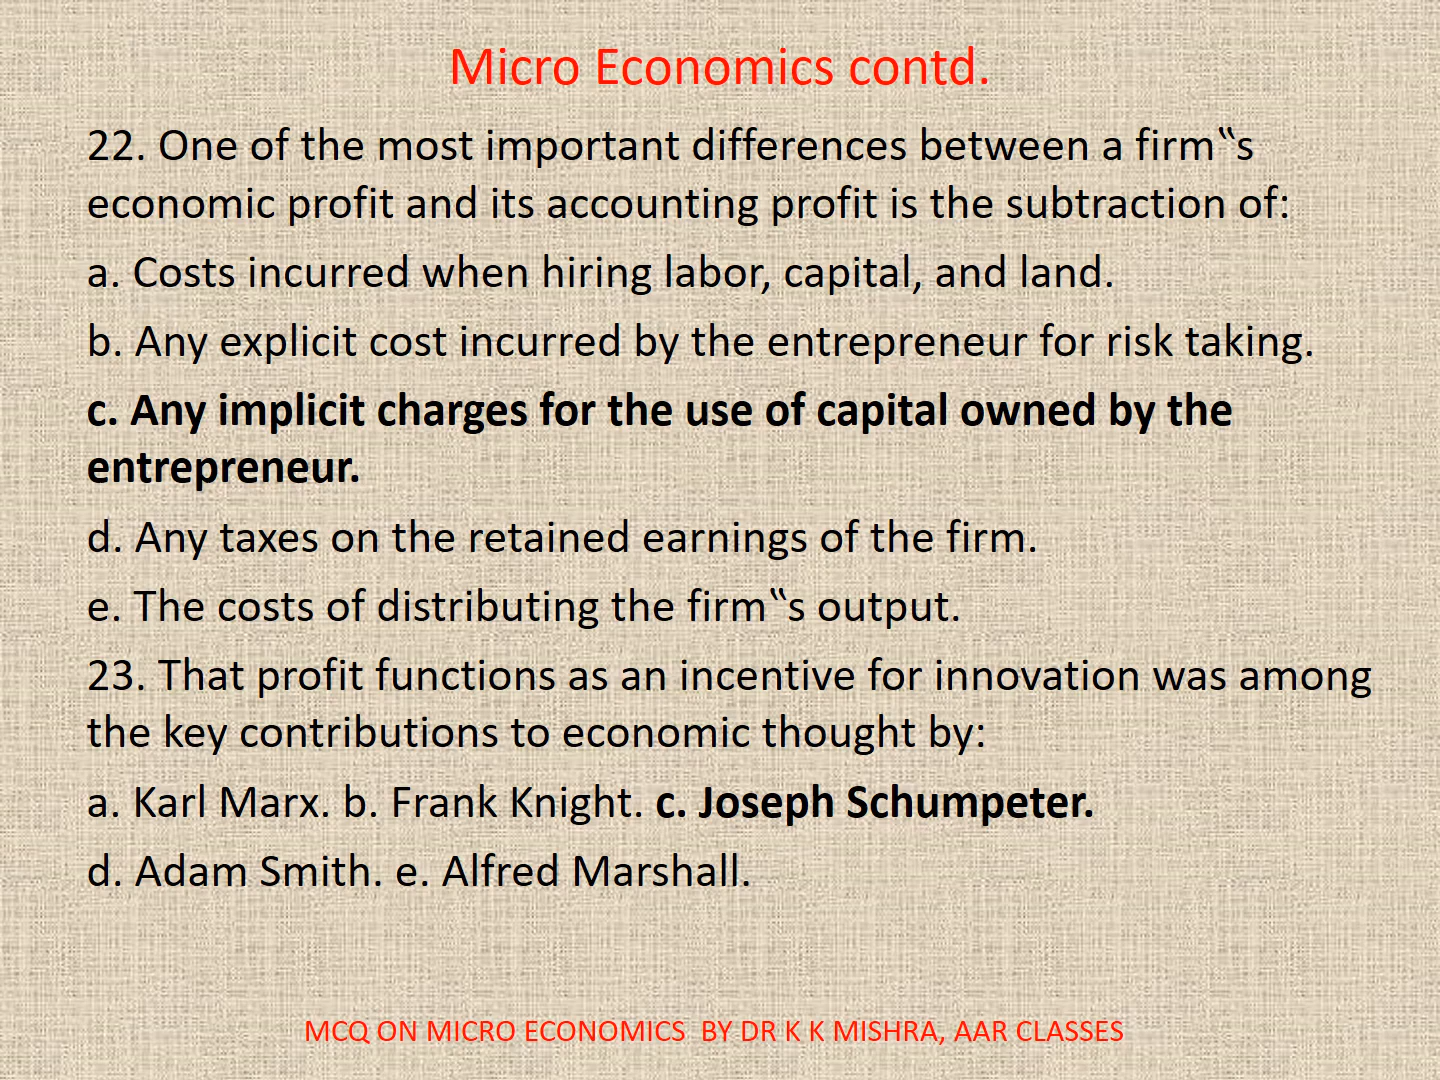 Micro Economics contd.
22. One of the most important differences between a firm‟s
economic profit and its accounting profit is the subtraction of:
a. Costs incurred when hiring labor, capital, and land.
b. Any explicit cost incurred by the entrepreneur for risk taking.
c. Any implicit charges for the use of capital owned by the
entrepreneur.
d. Any taxes on the retained earnings of the firm.
e. The costs of distributing the firm‟s output.
23. That profit functions as an incentive for innovation was among
the key contributions to economic thought by:
a. Karl Marx. b. Frank Knight. c. Joseph Schumpeter.
d. Adam Smith. e. Alfred Marshall.
MCQ ON MICRO ECONOMICS  BY DR K K MISHRA, AAR CLASSES